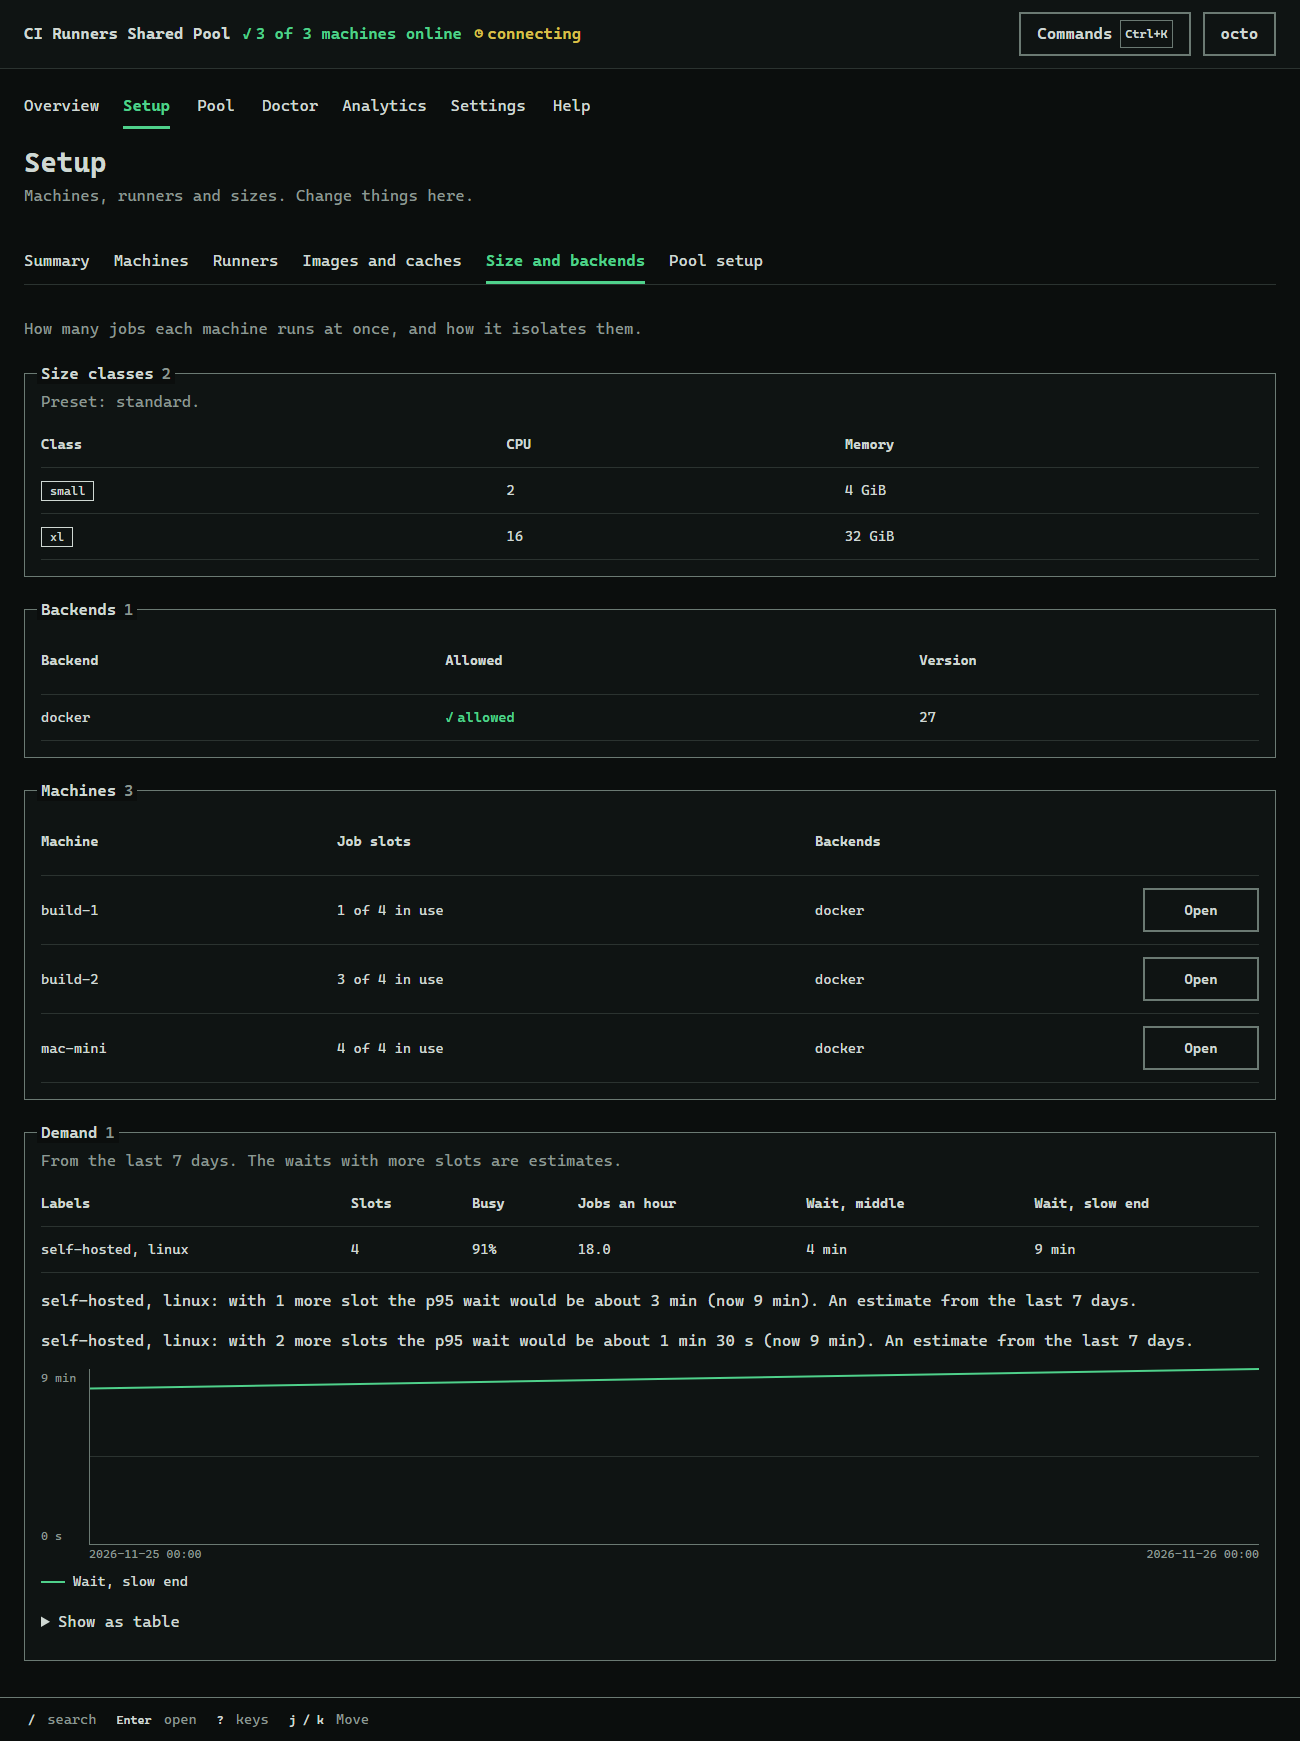 CI Runners Shared Pool ✓ 3 of 3 machines online connecting Commands Ctrl+K octo
Overview Setup Pool Doctor Analytics Settings Help
Setup
Machines, runners and sizes. Change things here.
Summary Machines Runners Images and caches Size and backends Pool setup
How many jobs each machine runs at once, and how it isolates them.
Size classes 2
Preset: standard.
Class CPU Memory
small 2 4 GiB
xl 16 32 GiB
Backends 1
Backend Allowed Version
docker ✓ allowed 27
Machines 3
Machine Job slots Backends
build-1 1 of 4 in use docker Open
build-2 3 of 4 in use docker Open
mac-mini 4 of 4 in use docker Open
Demand 1
From the last 7 days. The waits with more slots are estimates.
Labels Slots Busy Jobs an hour Wait, middle Wait, slow end
self-hosted, linux 4 91% 18.0 4 min 9 min
self-hosted, linux: with 1 more slot the p95 wait would be about 3 min (now 9 min). An estimate from the last 7 days.
self-hosted, linux: with 2 more slots the p95 wait would be about 1 min 30 s (now 9 min). An estimate from the last 7 days.
9 min
0 s
2026-11-25 00:00 2026-11-26 00:00
Wait, slow end
▶ Show as table
/ search Enter open ? keys j / k Move